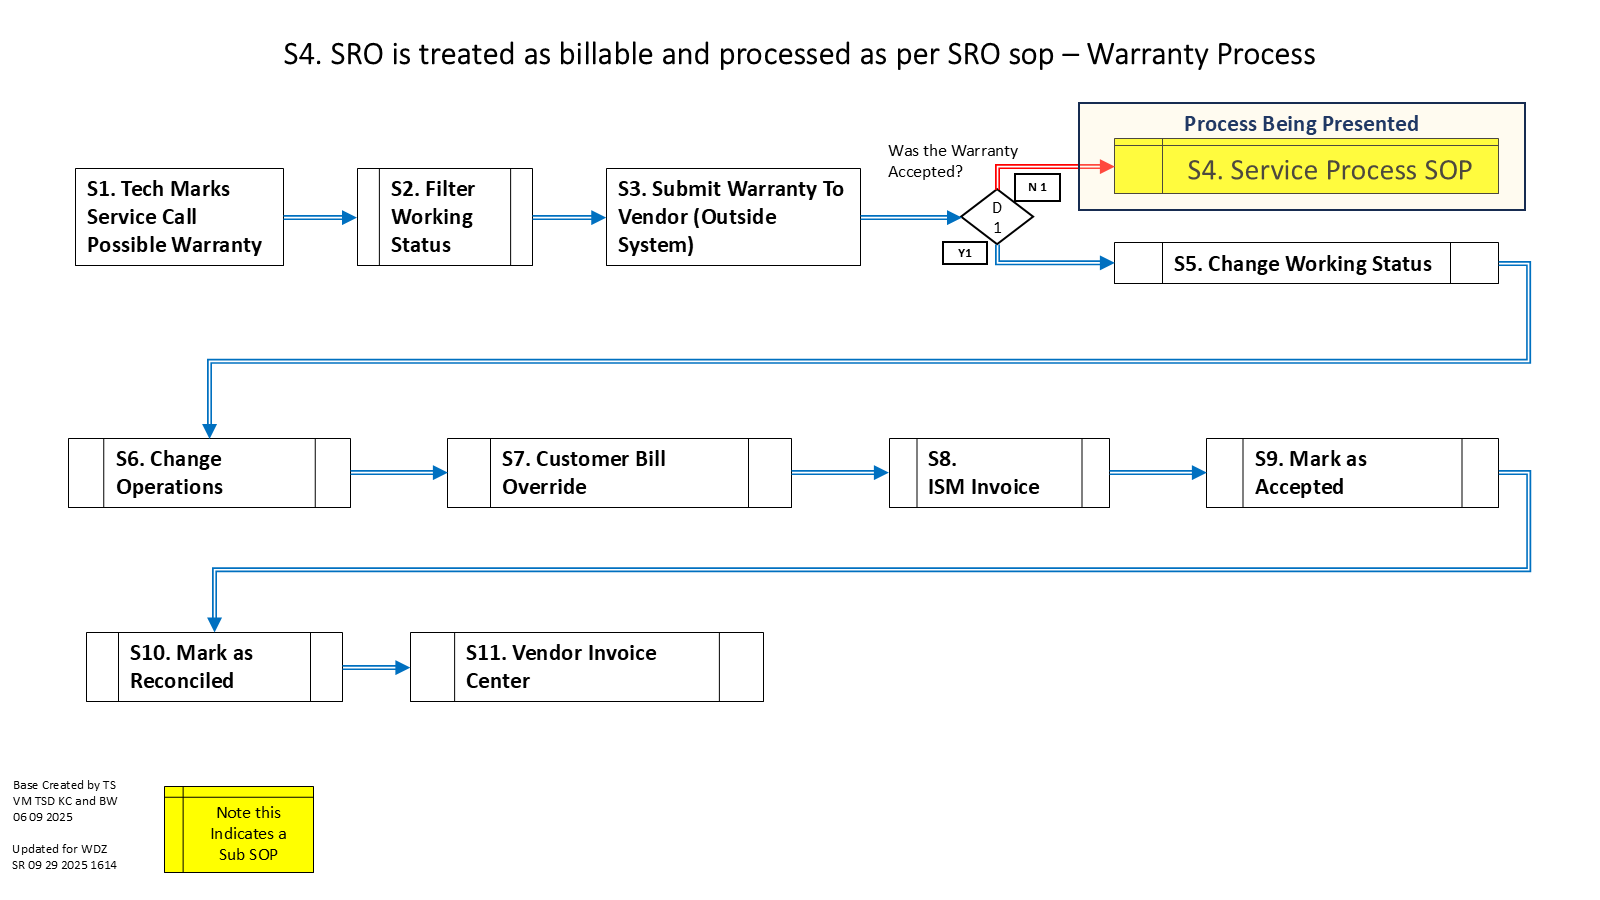 S4. SRO is treated as billable and processed as per SRO sop – Warranty Process
Process Being Presented
S4. Service Process SOP
Was the Warranty
Accepted?
N 1
S1. Tech Marks
Service Call
Possible Warranty
S2. Filter
Working
Status
S3. Submit Warranty To
Vendor (Outside
System)
D
1
Y1
S5. Change Working Status
S6. Change
Operations
S7. Customer Bill
Override
S8.
ISM Invoice
S9. Mark as
Accepted
S10. Mark as
Reconciled
S11. Vendor Invoice
Center
Base Created by TS
VM TSD KC and BW
06 09 2025
Updated for WDZ
SR 09 29 2025 1614
Note this
Indicates a
Sub SOP